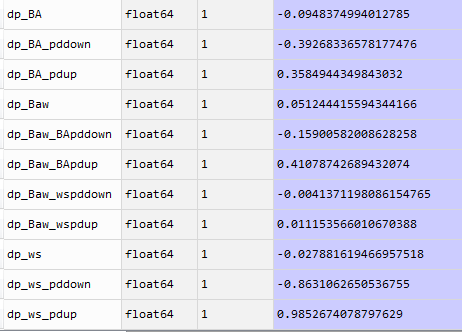 dp_BA float64 1 -0.0948374994012785
dp_BA_pddown float64 1 -0.39268336578177476
dp_BA_pdup float64 1 0.3584944349843032
dp_Baw float64 1 0.051244415594344166
dp_Baw_BApddown float64 1 -0.15900582008628258
dp_Baw_BApdup float64 1 0.41078742689432074
dp_Baw_wspddown float64 1 -0.0041371198086154765
dp_Baw_wspdup float64 1 0.011153566010670388
dp_ws float64 1 -0.027881619466957518
dp_ws_pddown float64 1 -0.8631062650536755
dp_ws_pdup float64 1 0.9852674078797629